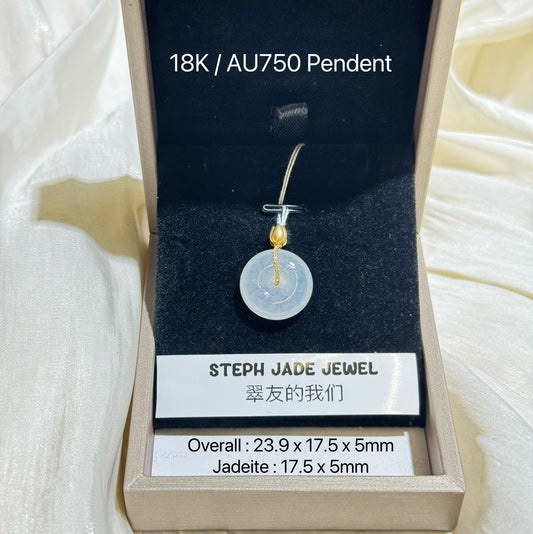 18K / AU750 Pendent
STEPH JADE JEWEL
翠友的我们
Overall : 23.9 x 17.5 x 5mm
Jadeite : 17.5 x 5mm